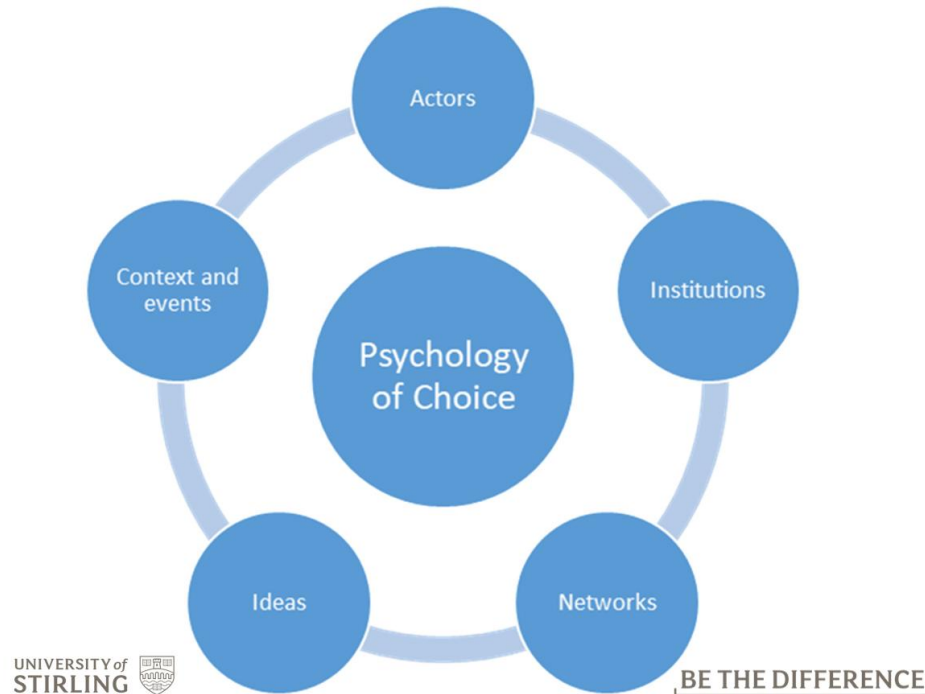 Actors
Context and
events
Institutions
Psychology
of Choice
Ideas
Networks
UNIVERSITY of
STIRLING
BE THE DIFFERENCE